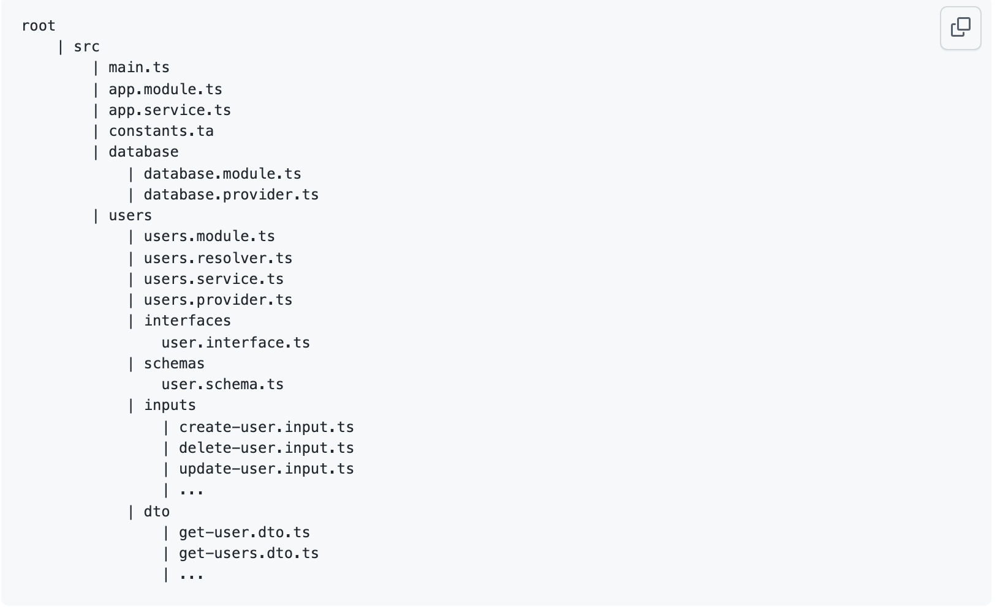 root
    | src
        | main.ts
        | app.module.ts
        | app.service.ts
        | constants.ta
        | database
            | database.module.ts
            | database.provider.ts
        | users
            | users.module.ts
            | users.resolver.ts
            | users.service.ts
            | users.provider.ts
            | interfaces
                user.interface.ts
            | schemas
                user.schema.ts
            | inputs
                | create-user.input.ts
                | delete-user.input.ts
                | update-user.input.ts
                | ...
            | dto
                | get-user.dto.ts
                | get-users.dto.ts
                | ...